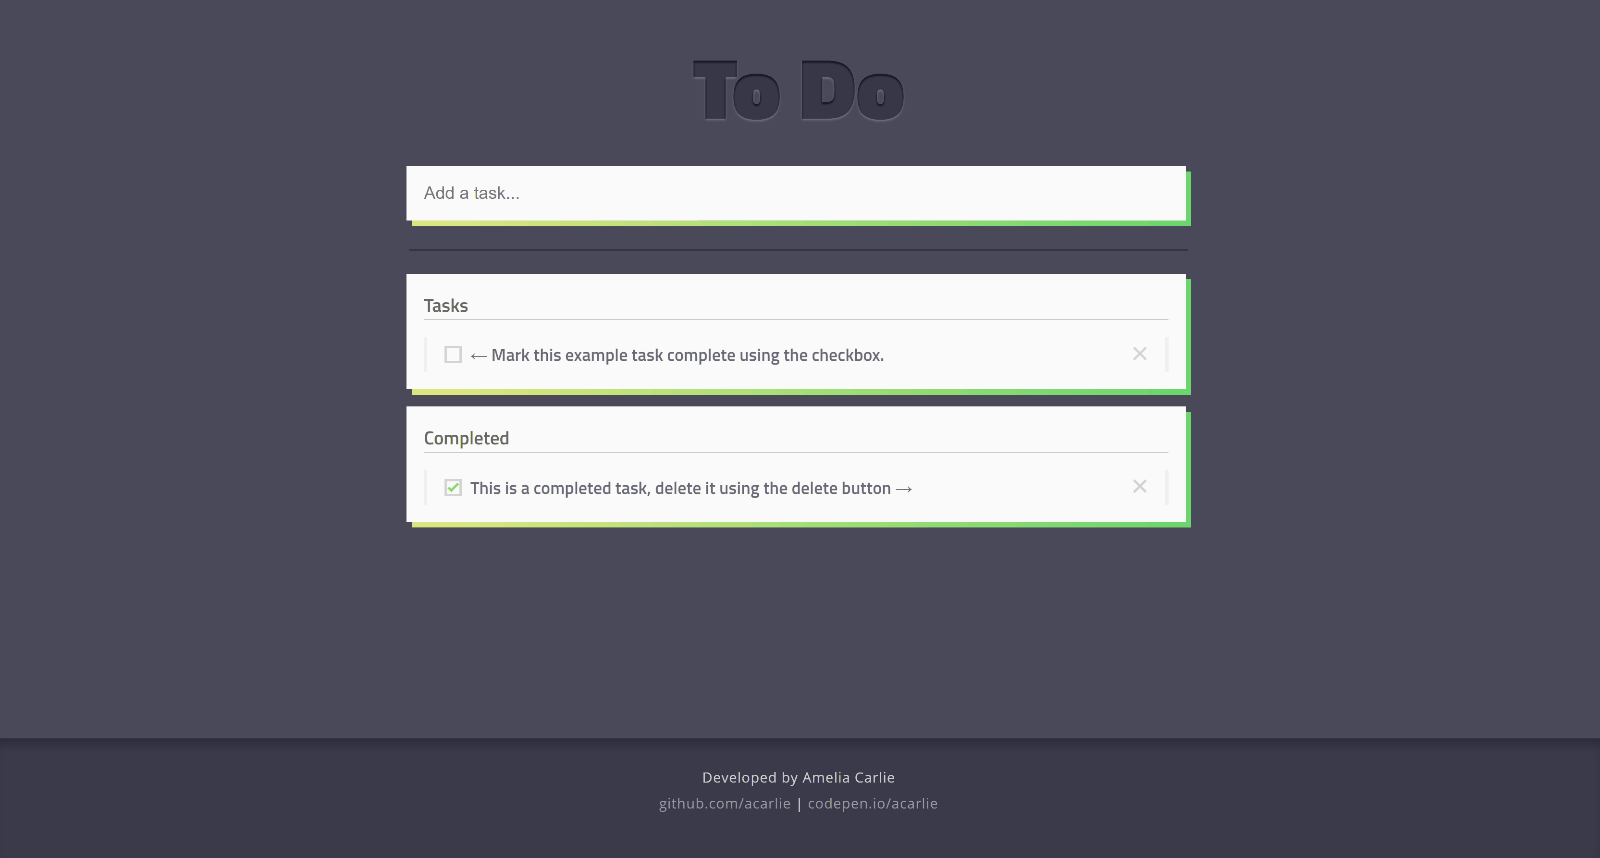 To Do
Add a task...
Tasks
← Mark this example task complete using the checkbox.
Completed
This is a completed task, delete it using the delete button →
Developed by Amelia Carlie
github.com/acarlie | codepen.io/acarlie